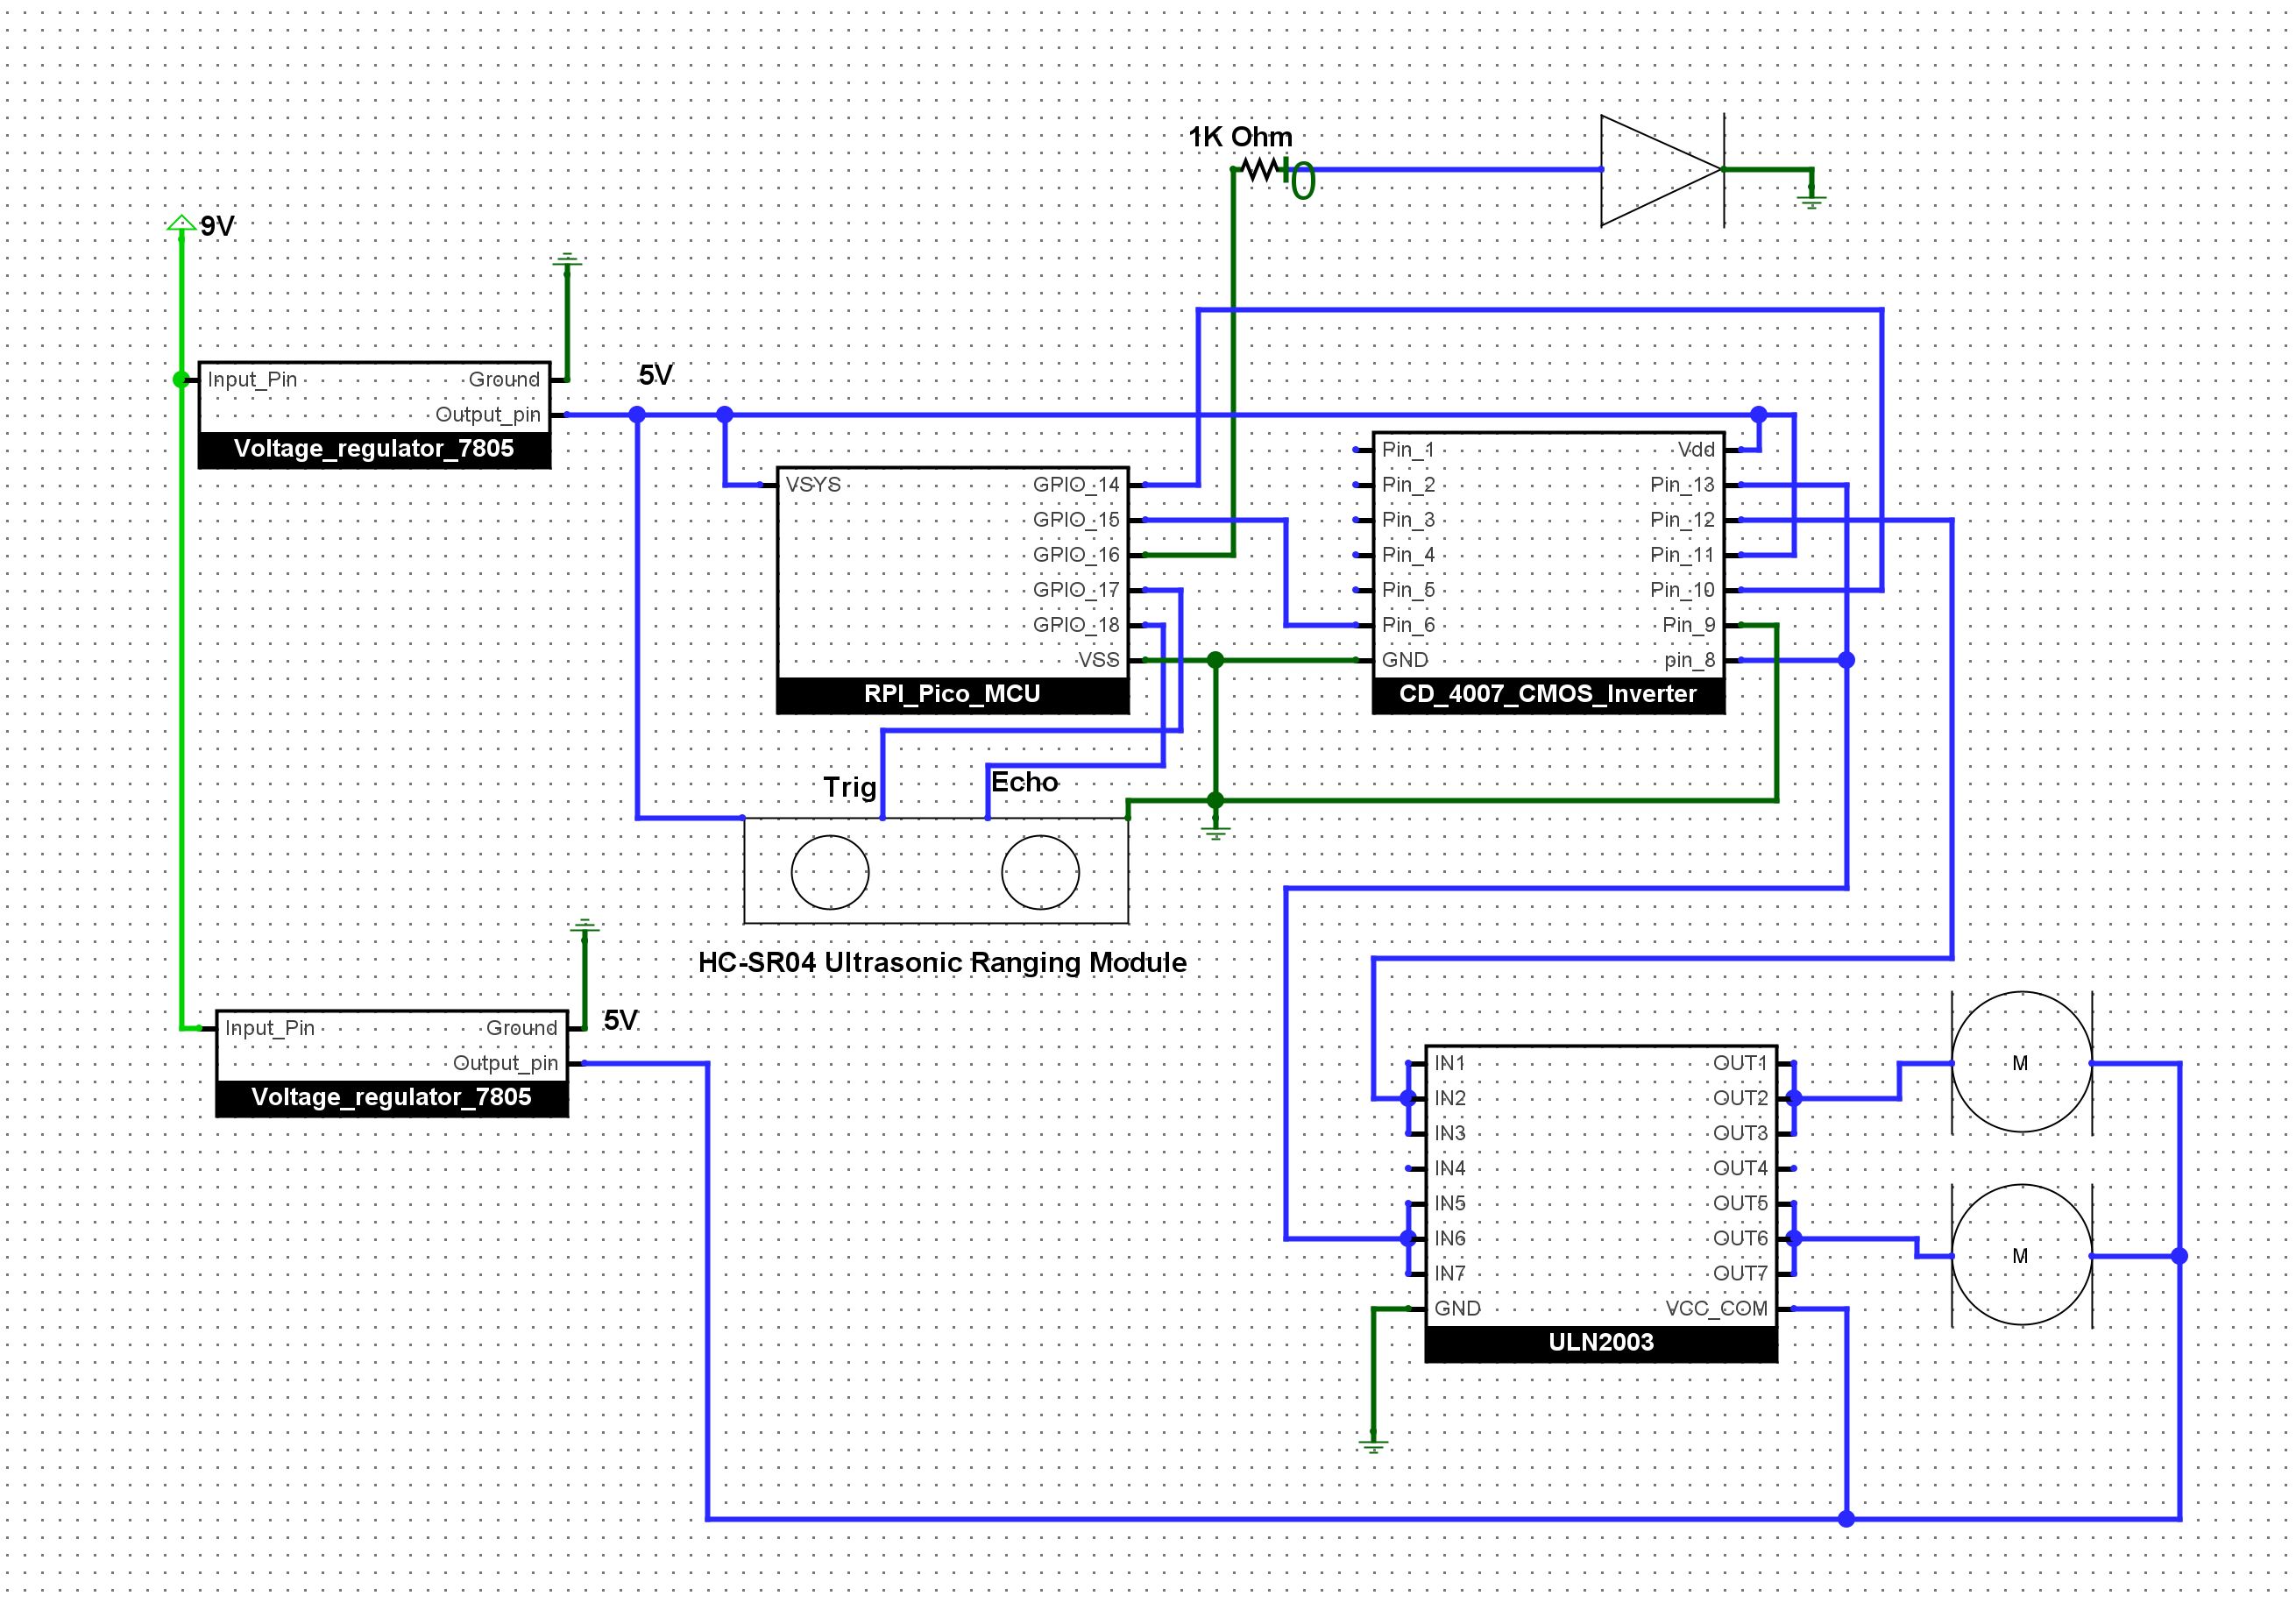 1K Ohm
0
9V
Input_Pin
Ground
Output_pin
Voltage_regulator_7805
5V
VSYS
GPIO_14
GPIO_15
GPIO_16
GPIO_17
GPIO_18
VSS
RPI_Pico_MCU
Pin_1
Pin_2
Pin_3
Pin_4
Pin_5
Pin_6
GND
Vdd
Pin_13
Pin_12
Pin_11
Pin_10
Pin_9
pin_8
CD_4007_CMOS_Inverter
Trig
Echo
HC-SR04 Ultrasonic Ranging Module
Input_Pin
Ground
Output_pin
Voltage_regulator_7805
5V
IN1
IN2
IN3
IN4
IN5
IN6
IN7
GND
OUT1
OUT2
OUT3
OUT4
OUT5
OUT6
OUT7
VCC_COM
ULN2003
M
M